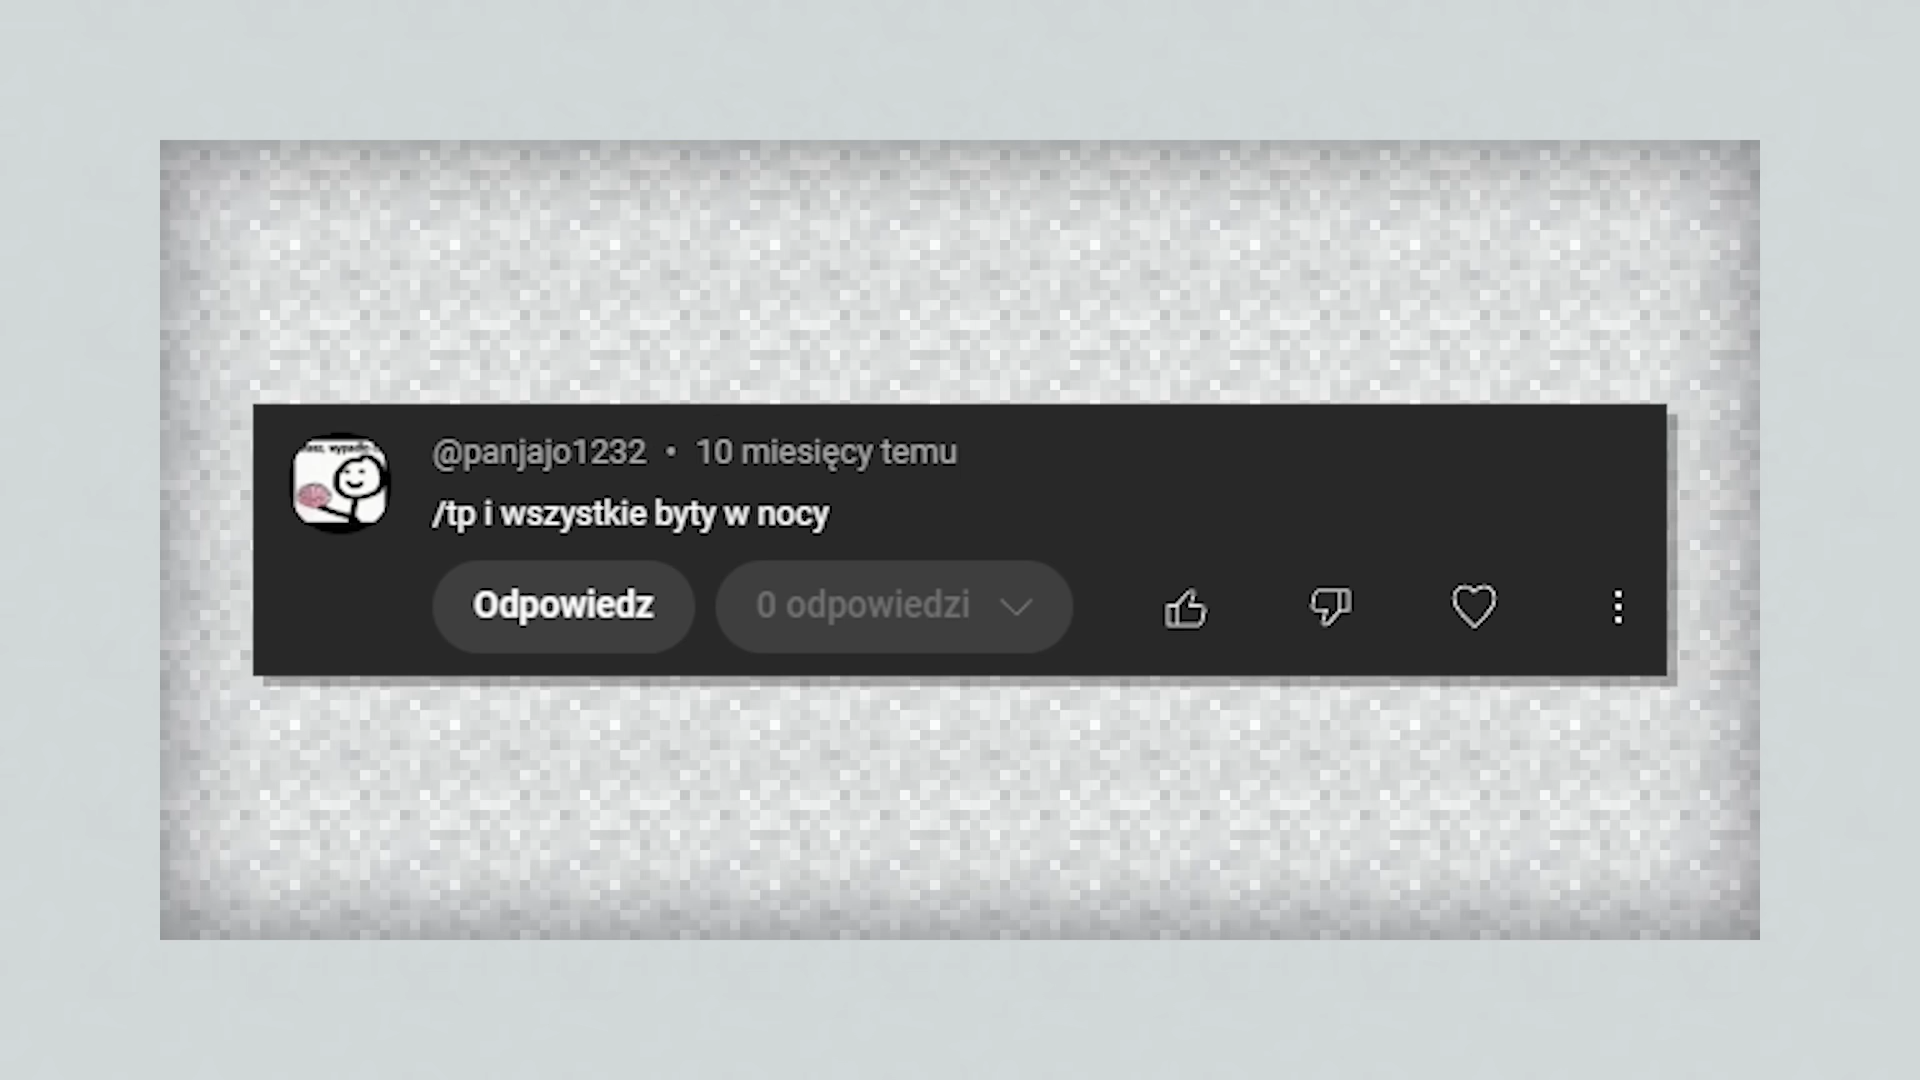 @panjajo1232 • 10 miesięcy temu
/tp i wszystkie byty w nocy
Odpowiedz
0 odpowiedzi